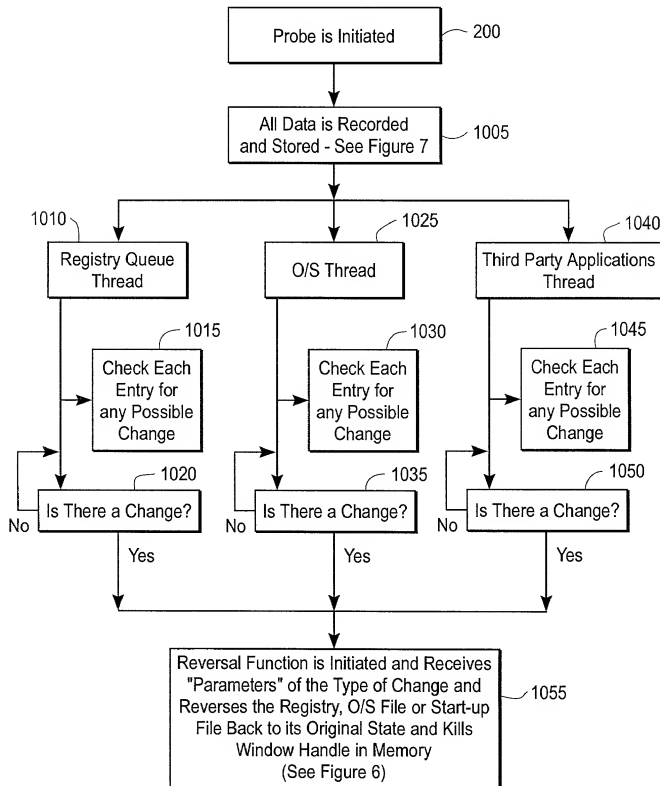 Probe is Initiated
200
All Data is Recorded
and Stored - See Figure 7
1005
1010
Registry Queue
Thread
1025
O/S Thread
1040
Third Party Applications
Thread
1015
Check Each
Entry for
any Possible
Change
1030
Check Each
Entry for
any Possible
Change
1045
Check Each
Entry for
any Possible
Change
1020
Is There a Change?
No
Yes
1035
Is There a Change?
No
Yes
1050
Is There a Change?
No
Yes
Reversal Function is Initiated and Receives
"Parameters" of the Type of Change and
Reverses the Registry, O/S File or Start-up
File Back to its Original State and Kills
Window Handle in Memory
(See Figure 6)
1055